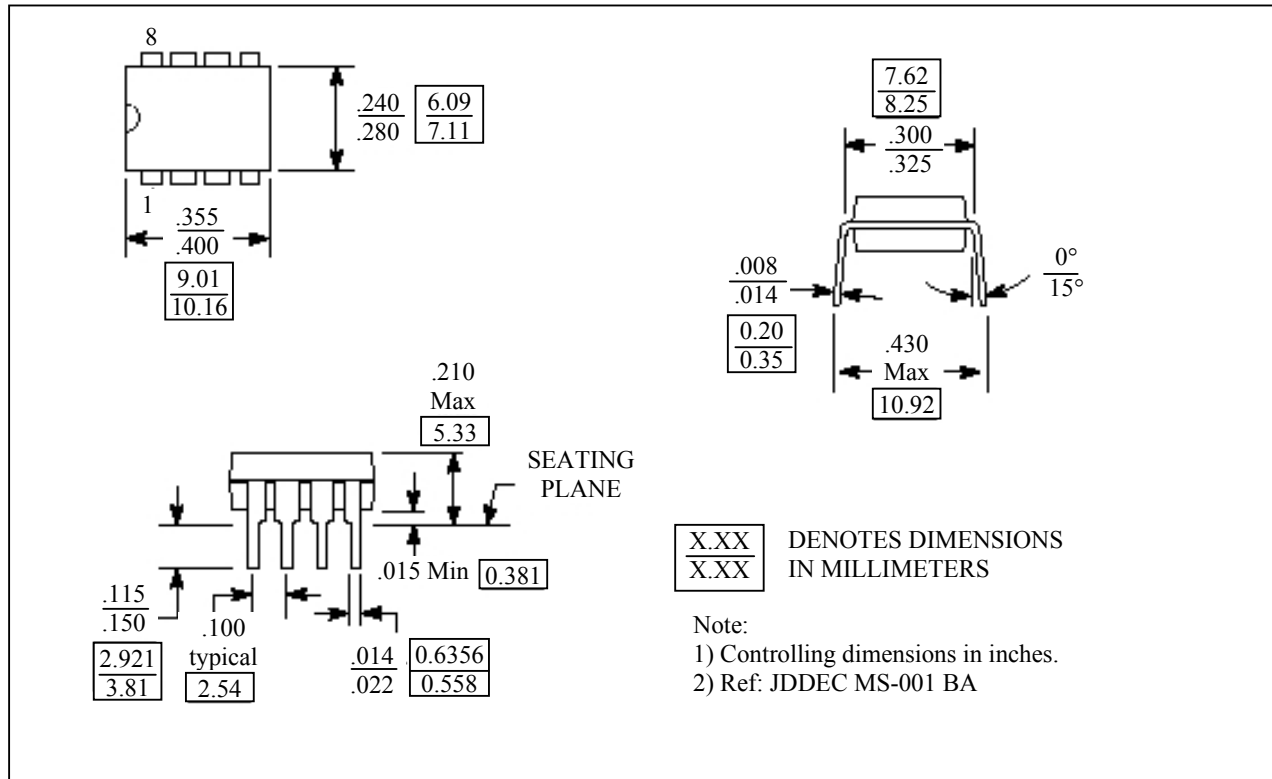 8
1
.240
.280
6.09
7.11
.355
.400
9.01
10.16
7.62
8.25
.300
.325
.008
.014
0.20
0.35
0°
15°
.430
Max
10.92
.210
Max
5.33
SEATING
PLANE
.015 Min
0.381
.115
.150
2.921
3.81
.100
typical
2.54
.014
.022
0.6356
0.558
X.XX
X.XX
DENOTES DIMENSIONS
IN MILLIMETERS
Note:
1) Controlling dimensions in inches.
2) Ref: JDDEC MS-001 BA